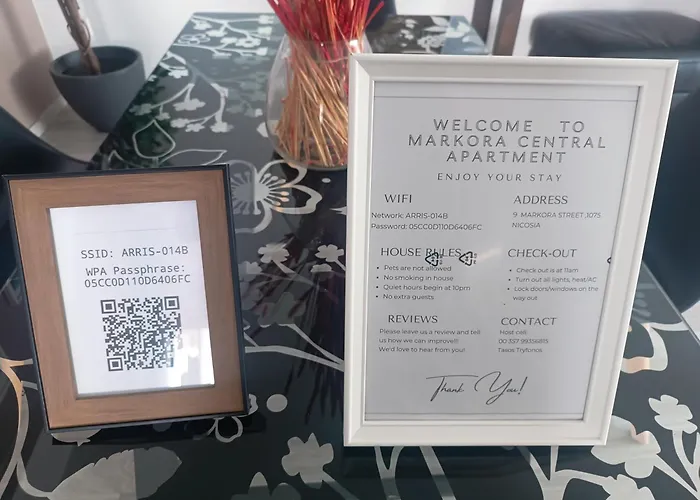 SSID: ARRIS-014B
WPA Passphrase:
05CC0D110D6406FC
WELCOME TO
MARKORA CENTRAL
APARTMENT
ENJOY YOUR STAY
WIFI
Network: ARRIS-014B
Password: 05CC0D110D6406FC
ADDRESS
9 MARKORA STREET ,1075
NICOSIA
HOUSE RULES
• Pets are not allowed
• No smoking in house
• Quiet hours begin at 10pm
• No extra guests
CHECK-OUT
• Check out is at 11am
• Turn out all lights, heat/AC
• Lock doors/windows on the
way out
REVIEWS
Please leave us a review and tell
us how we can improve!!!
We'd love to hear from you!
CONTACT
Host cell:
00 357 99356815
Tasos Tryfonos
Thank You!